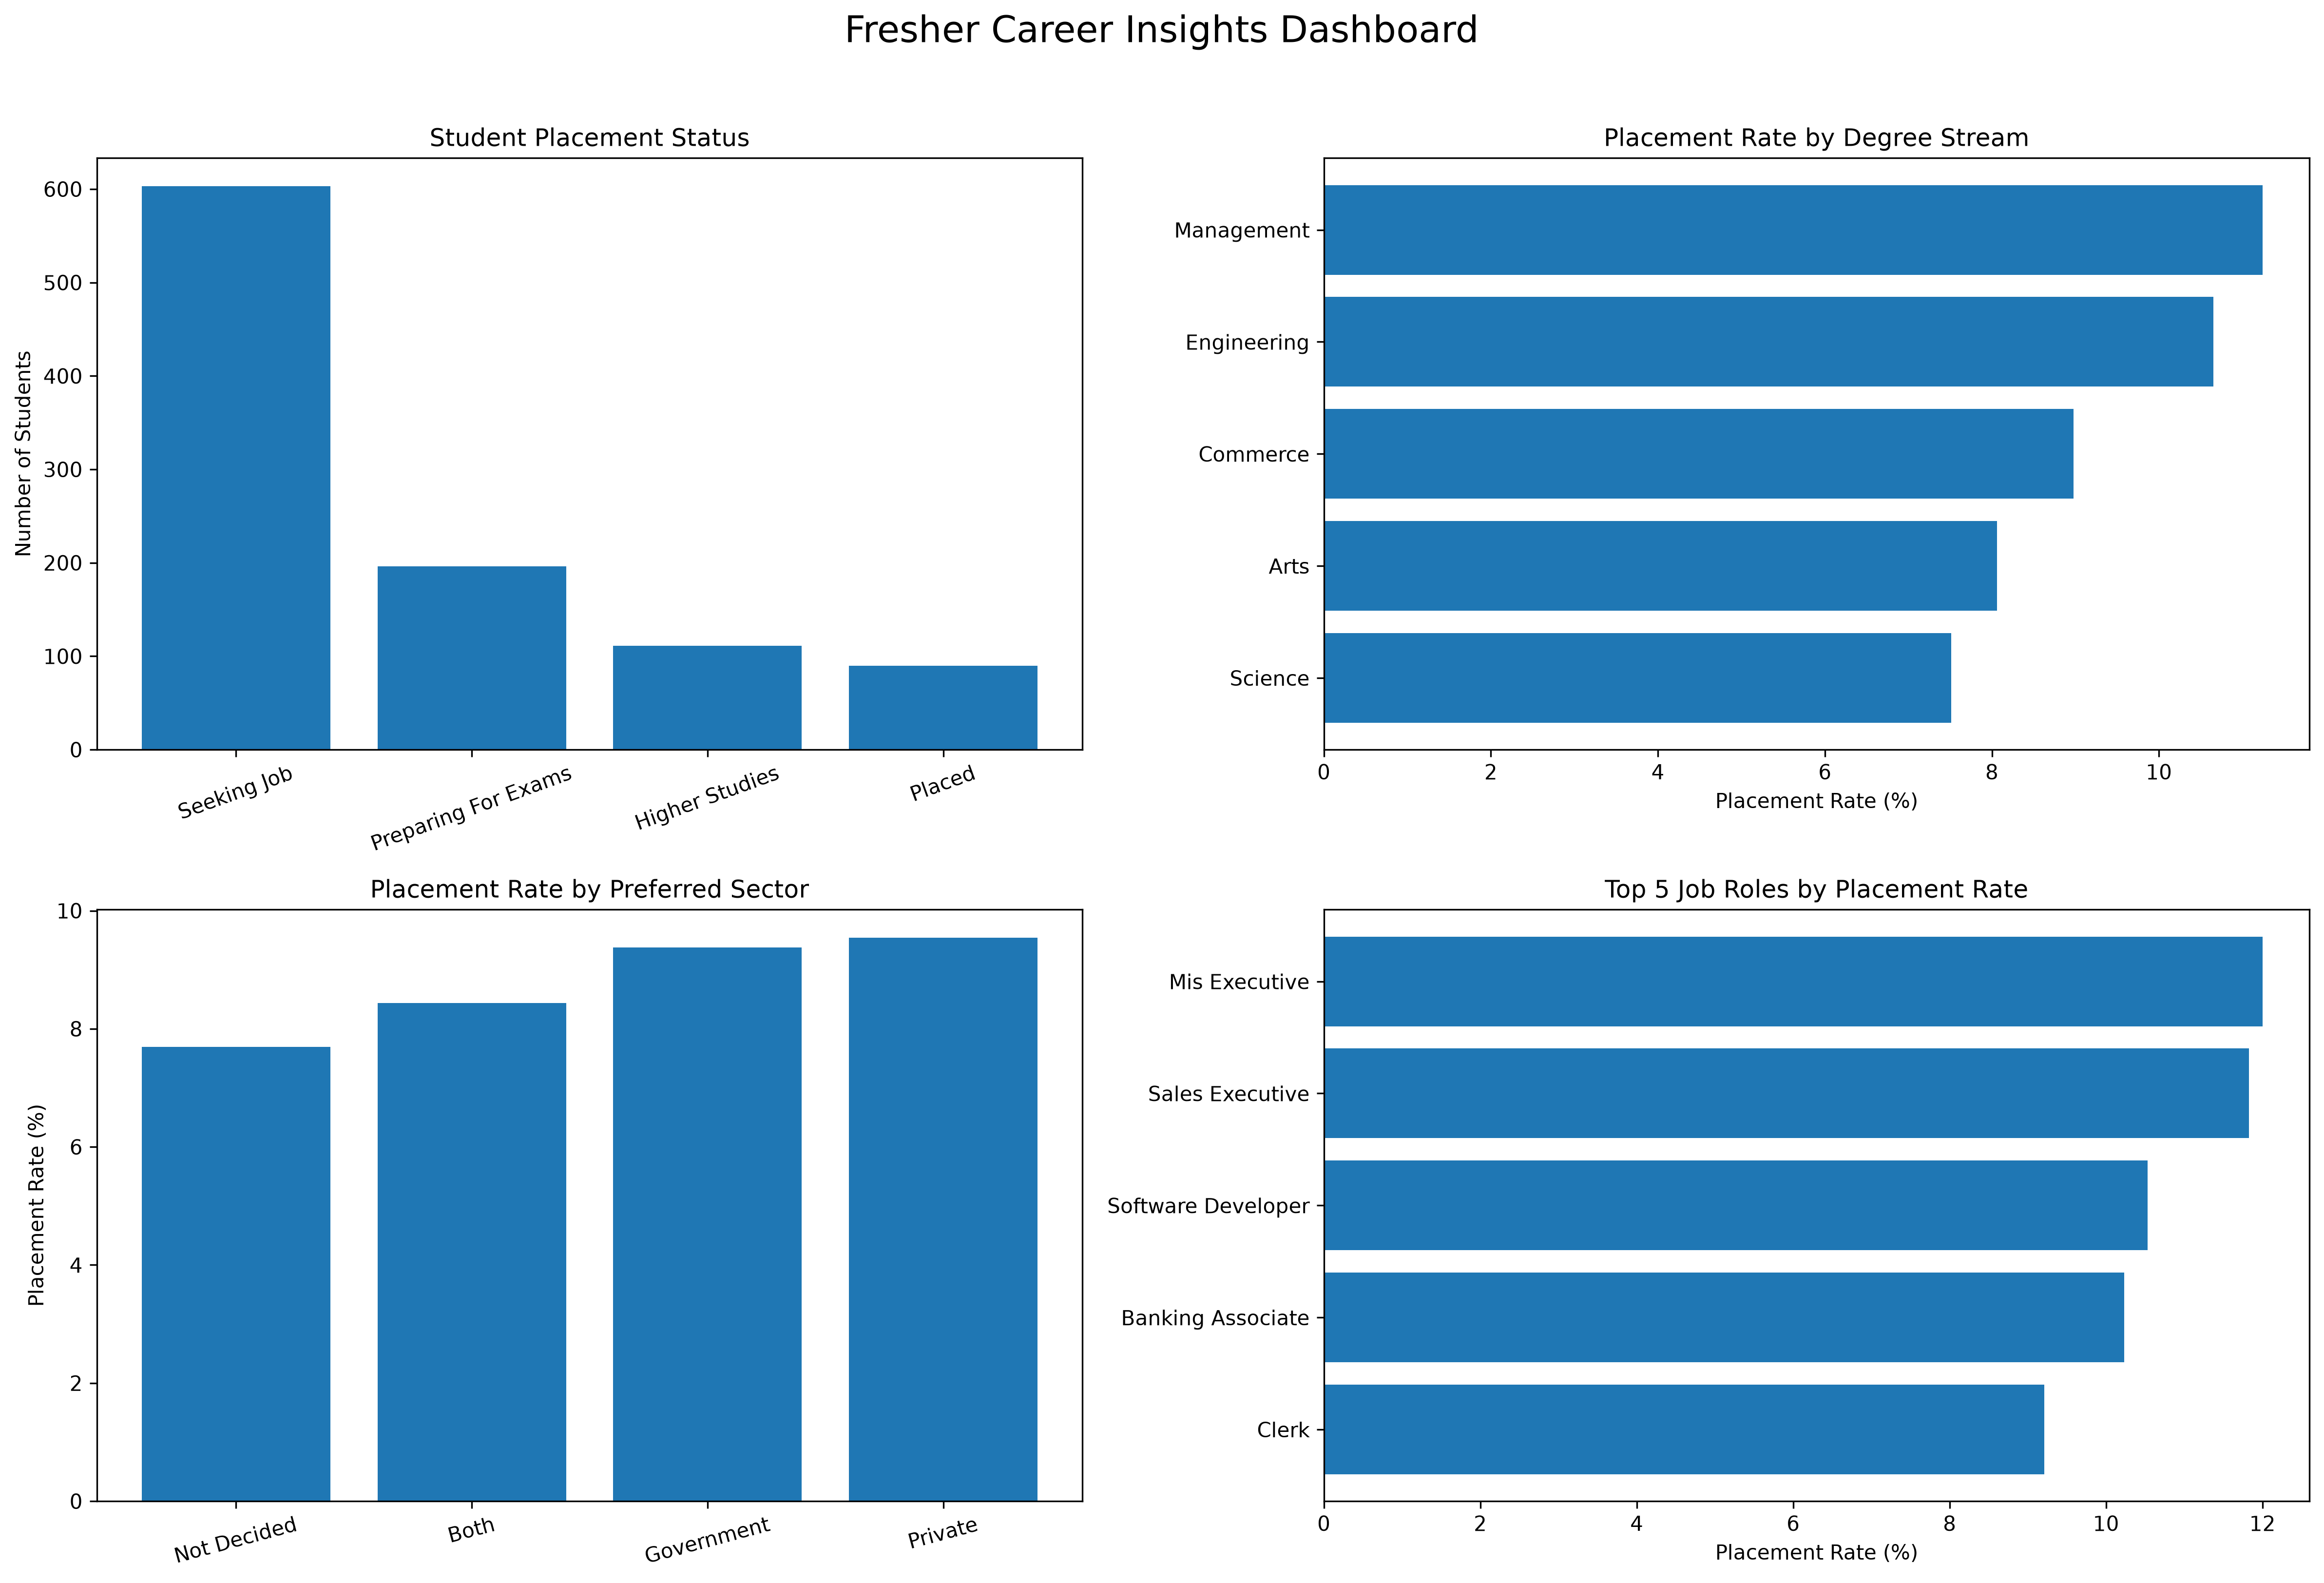 Fresher Career Insights Dashboard
Student Placement Status
Number of Students
600
500
400
300
200
100
0
Seeking Job
Preparing For Exams
Higher Studies
Placed
Placement Rate by Degree Stream
Management
Engineering
Commerce
Arts
Science
0 2 4 6 8 10
Placement Rate (%)
Placement Rate by Preferred Sector
Placement Rate (%)
10
8
6
4
2
0
Not Decided
Both
Government
Private
Top 5 Job Roles by Placement Rate
Mis Executive
Sales Executive
Software Developer
Banking Associate
Clerk
0 2 4 6 8 10 12
Placement Rate (%)